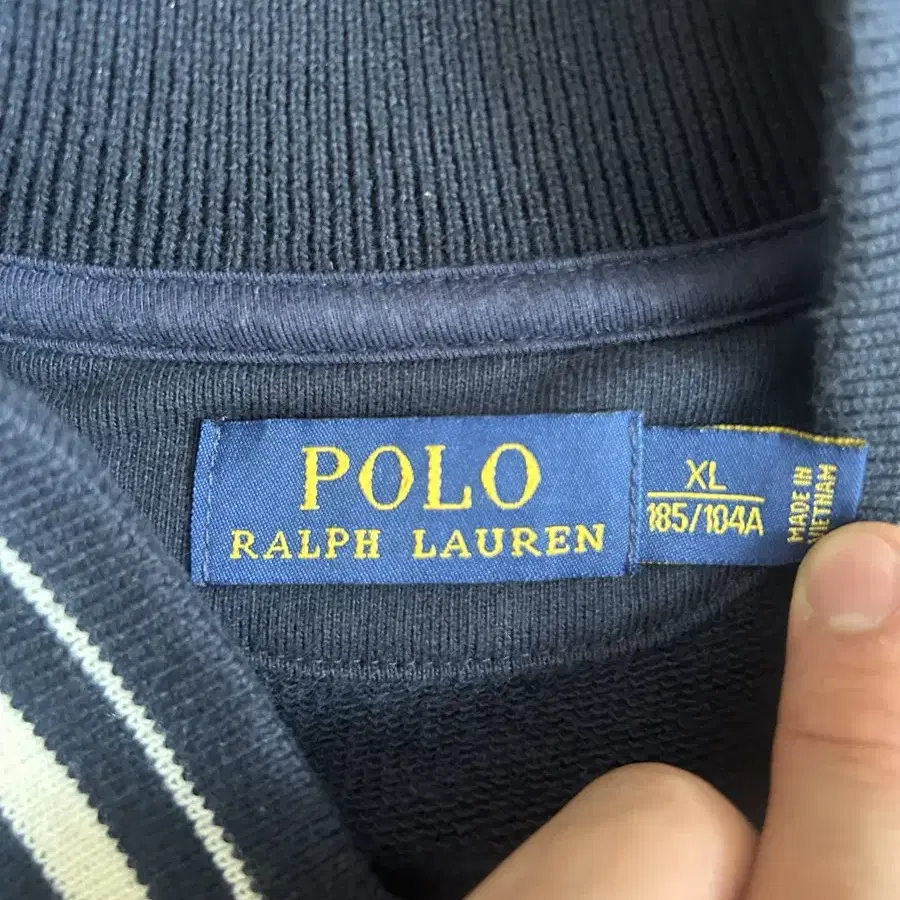 POLO
RALPH LAUREN
XL
185/104A
MADE IN
VIETNAM